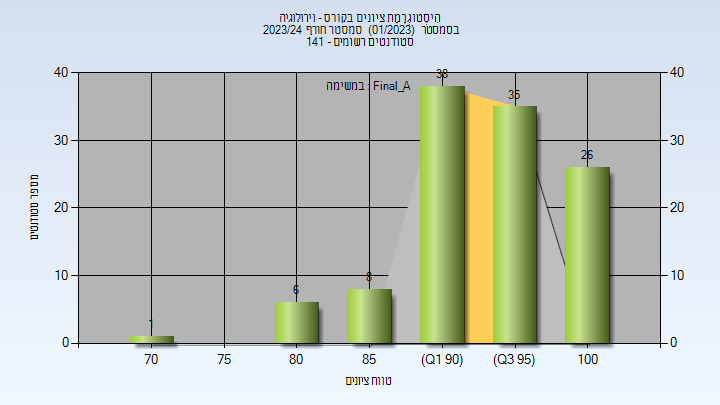 היסטוגרמת ציונים בקורס - וירולוגיה
בסמסטר (01/2023) סמסטר חורף 2023/24
סטודנטים רשומים - 141
במשימה : Final_A
מספר סטודנטים
40
30
20
10
0
40
30
20
10
0
1
6
8
38
35
26
70
75
80
85
(Q1 90)
(Q3 95)
100
טווח ציונים